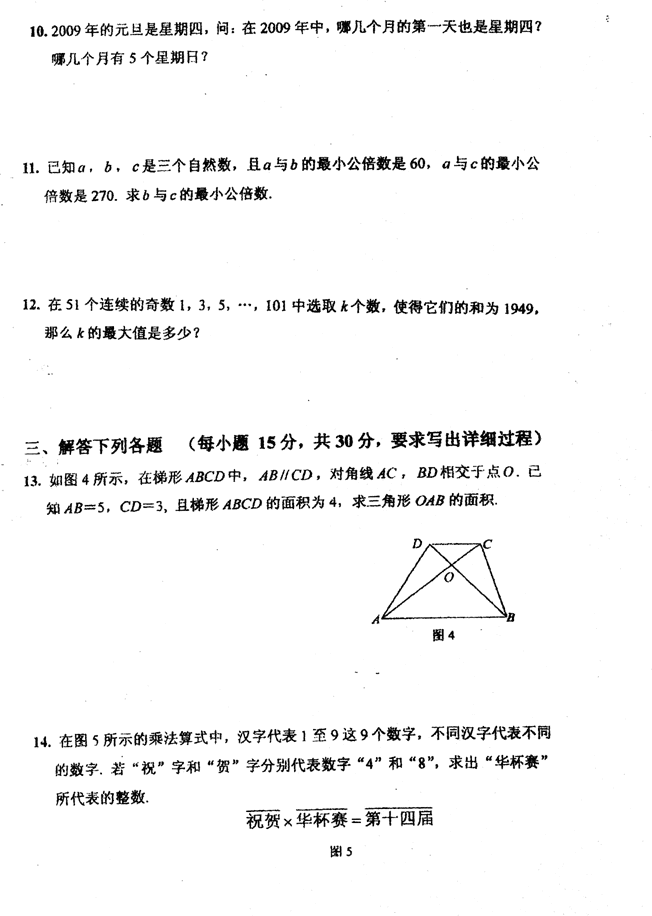 10. 2009 年的元旦是星期四，问：在 2009 年中，哪几个月的第一天也是星期四？
哪几个月有 5 个星期日？
11. 已知a，b，c是三个自然数，且a与b的最小公倍数是 60，a与c的最小公
倍数是 270. 求b与c的最小公倍数.
12. 在 51 个连续的奇数 1，3，5，…，101 中选取k个数，使得它们的和为 1949，
那么k的最大值是多少？
三、解答下列各题 （每小题 15 分，共 30 分，要求写出详细过程）
13. 如图 4 所示，在梯形 ABCD 中，AB//CD，对角线 AC，BD 相交于点 O. 已
知 AB=5，CD=3, 且梯形 ABCD 的面积为 4，求三角形 OAB 的面积.
D C
O
A B
图 4
14. 在图 5 所示的乘法算式中，汉字代表 1 至 9 这 9 个数字，不同汉字代表不同
的数字. 若“祝”字和“贺”字分别代表数字“4”和“8”，求出“华杯赛”
所代表的整数.
祝贺×华杯赛=第十四届
图 5